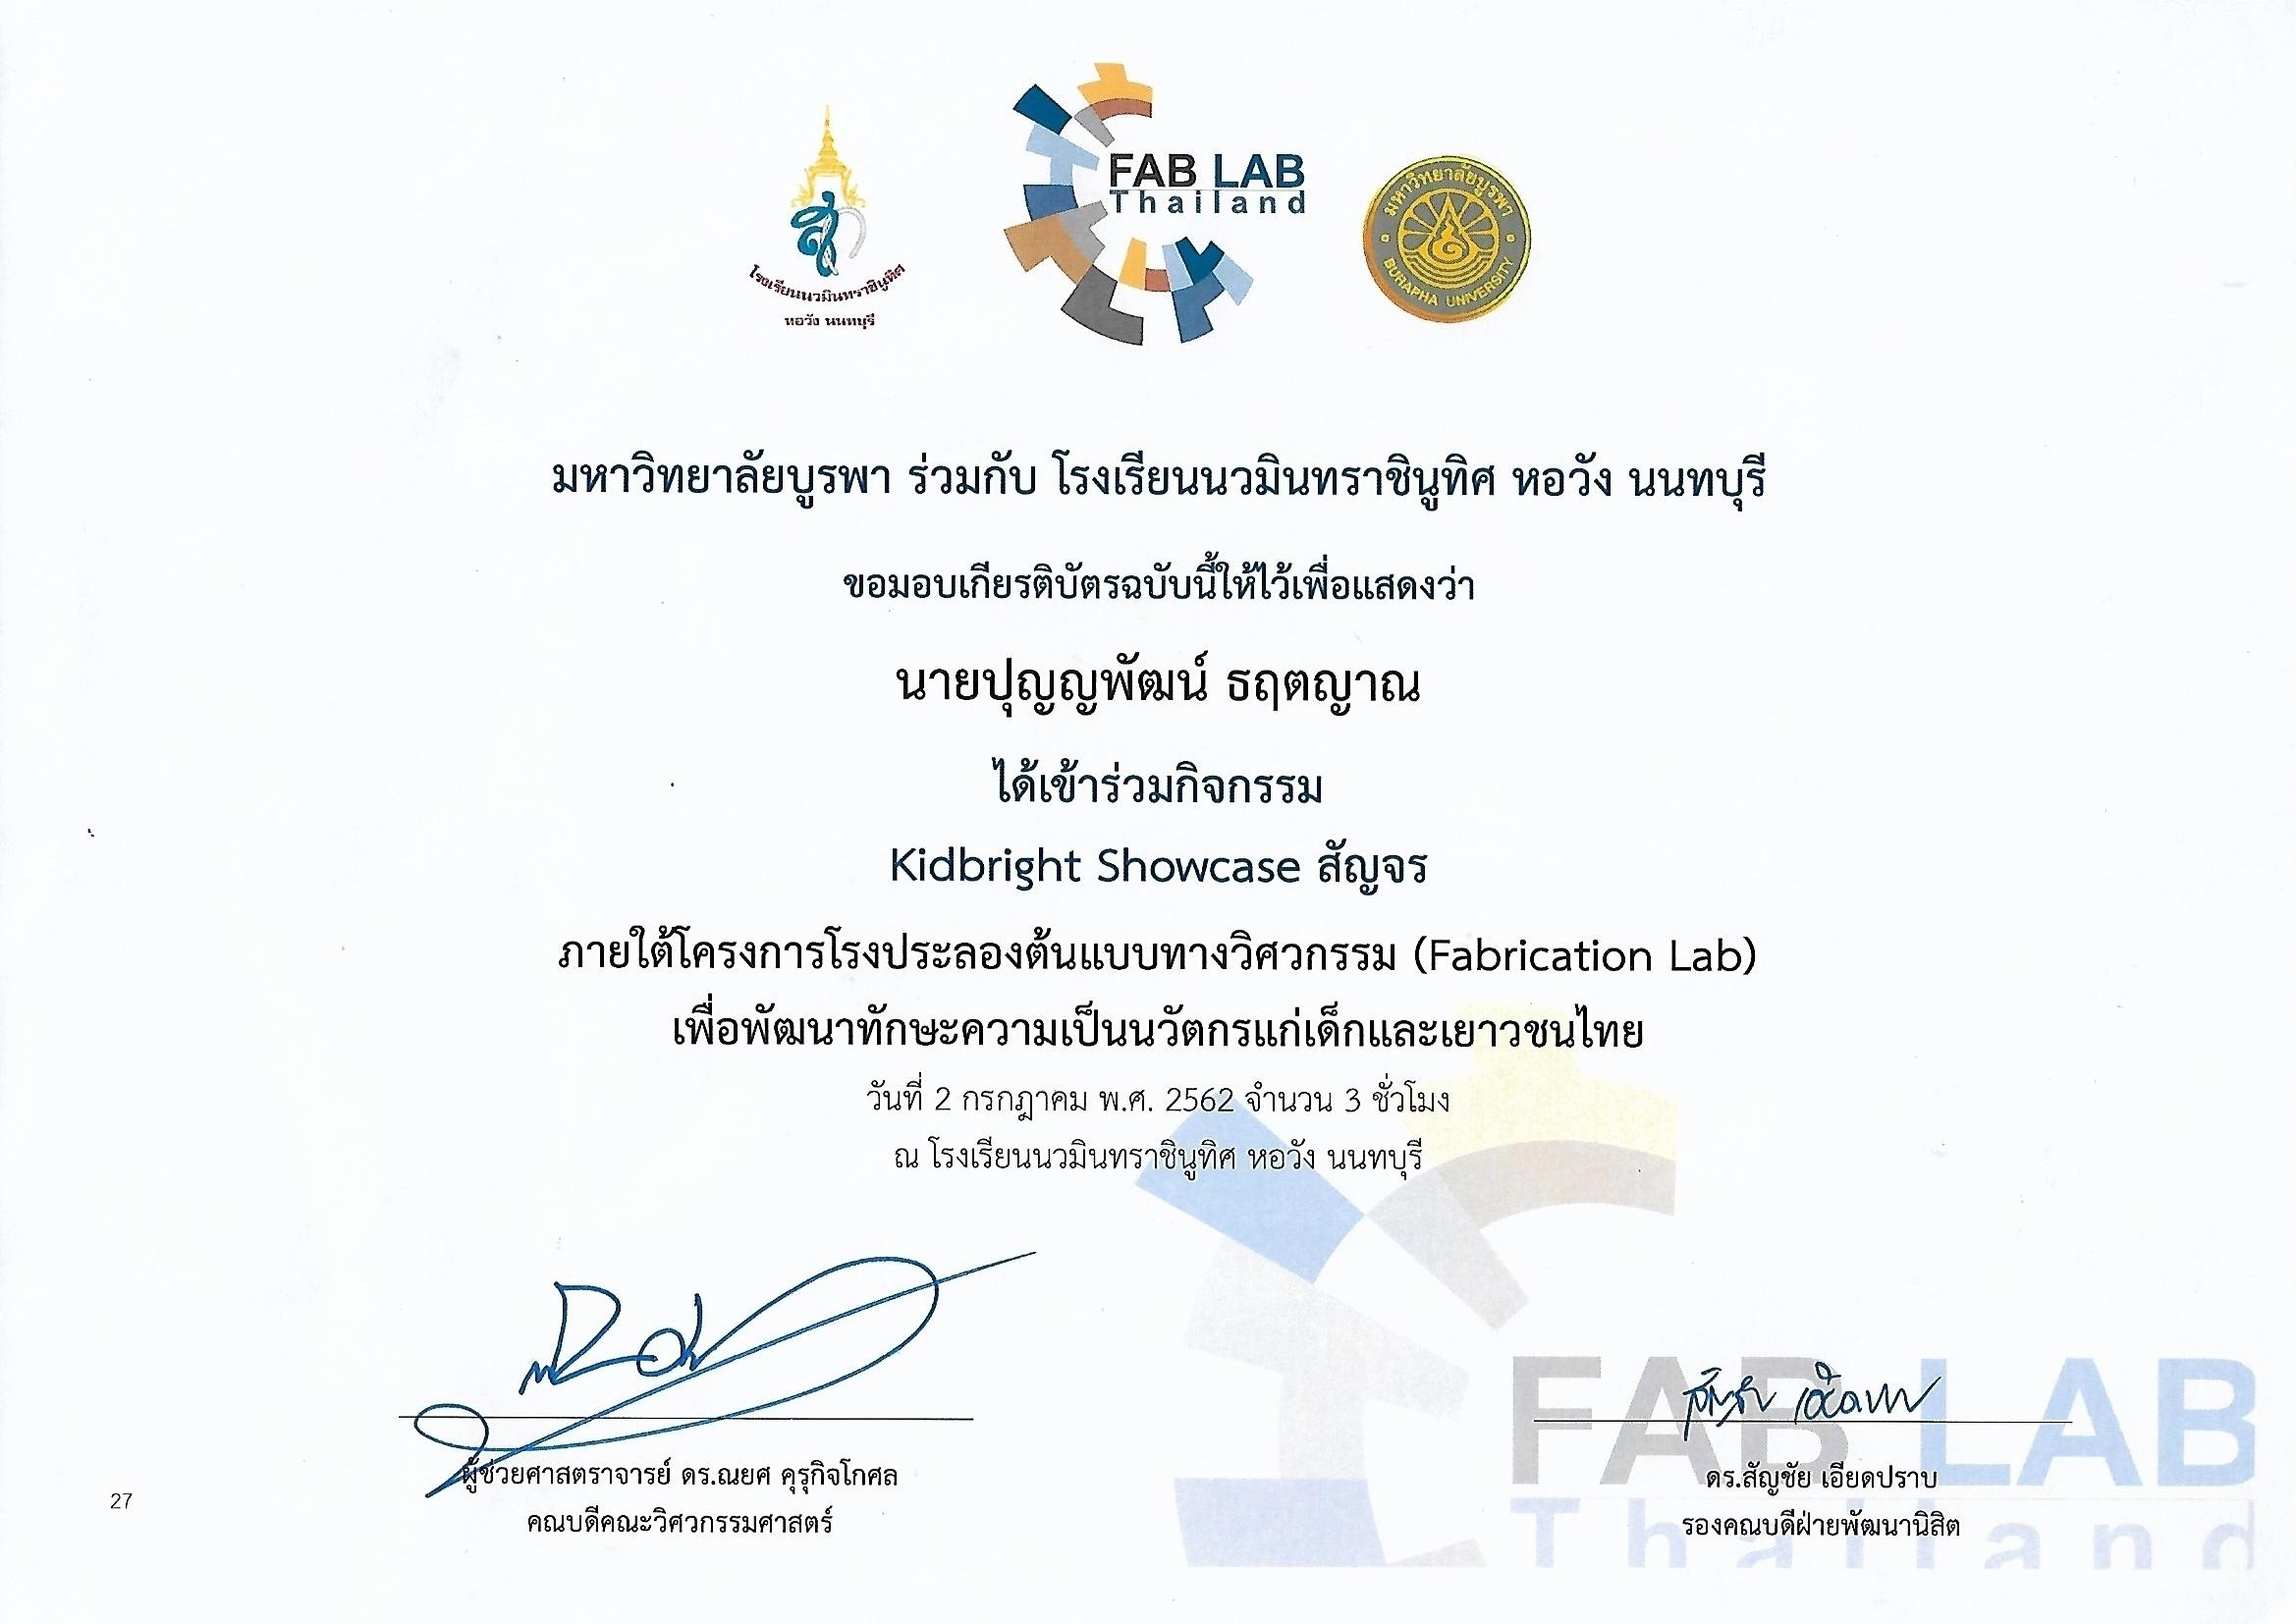 โรงเรียนนวมินทราชินูทิศ
หอวัง นนทบุรี
FAB LAB
Thailand
มหาวิทยาลัยบูรพา
BURAPHA UNIVERSITY
มหาวิทยาลัยบูรพา ร่วมกับ โรงเรียนนวมินทราชินูทิศ หอวัง นนทบุรี
ขอมอบเกียรติบัตรฉบับนี้ให้ไว้เพื่อแสดงว่า
นายปุญญพัฒน์ ธฤตญาณ
ได้เข้าร่วมกิจกรรม
Kidbright Showcase สัญจร
ภายใต้โครงการโรงประลองต้นแบบทางวิศวกรรม (Fabrication Lab)
เพื่อพัฒนาทักษะความเป็นนวัตกรแก่เด็กและเยาวชนไทย
วันที่ 2 กรกฎาคม พ.ศ. 2562 จำนวน 3 ชั่วโมง
ณ โรงเรียนนวมินทราชินูทิศ หอวัง นนทบุรี
ผู้ช่วยศาสตราจารย์ ดร.ณยศ คุรุกิจโกศล
คณบดีคณะวิศวกรรมศาสตร์
สัญชัย เอียดปราบ
ดร.สัญชัย เอียดปราบ
รองคณบดีฝ่ายพัฒนานิสิต
FAB LAB
Thailand
27